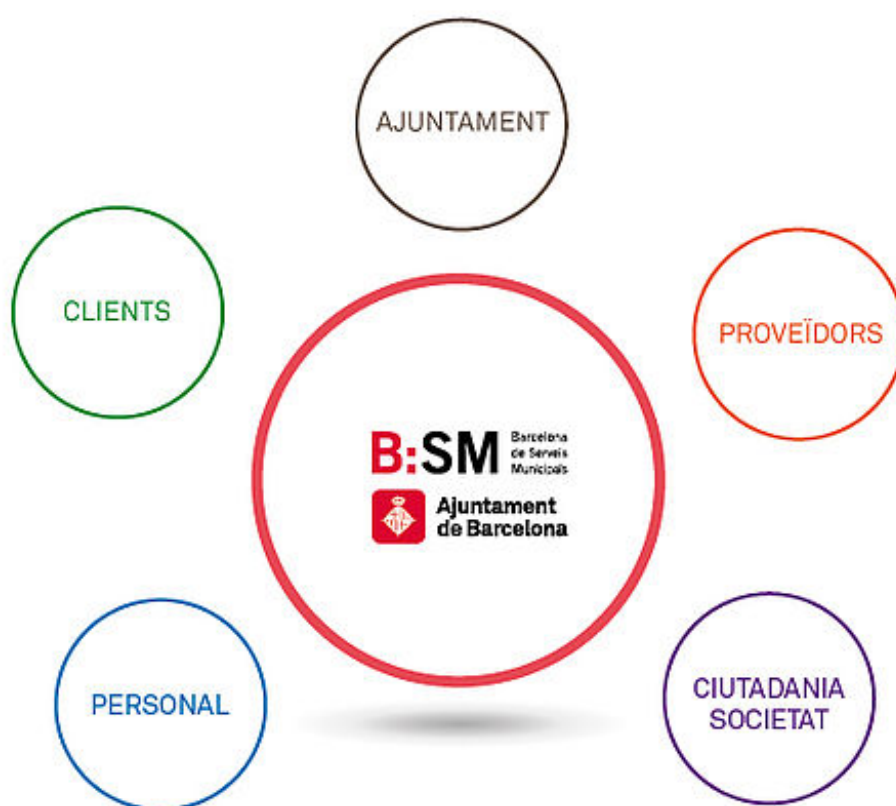 AJUNTAMENT
CLIENTS
PROVEÏDORS
B:SM
Barcelona
de Serveis
Municipals
Ajuntament
de Barcelona
PERSONAL
CIUTADANIA
SOCIETAT